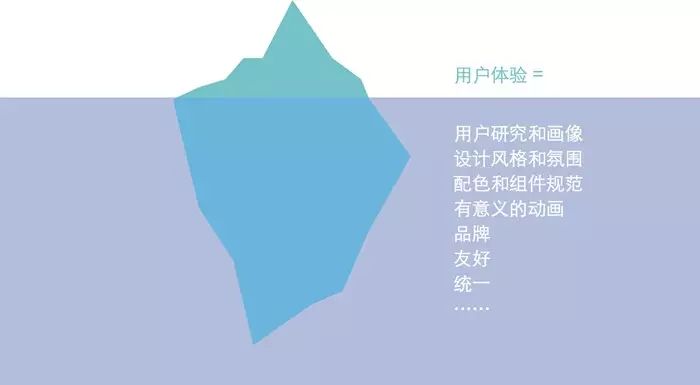 用户体验 =
用户研究和画像
设计风格和氛围
配色和组件规范
有意义的动画
品牌
友好
统一
……